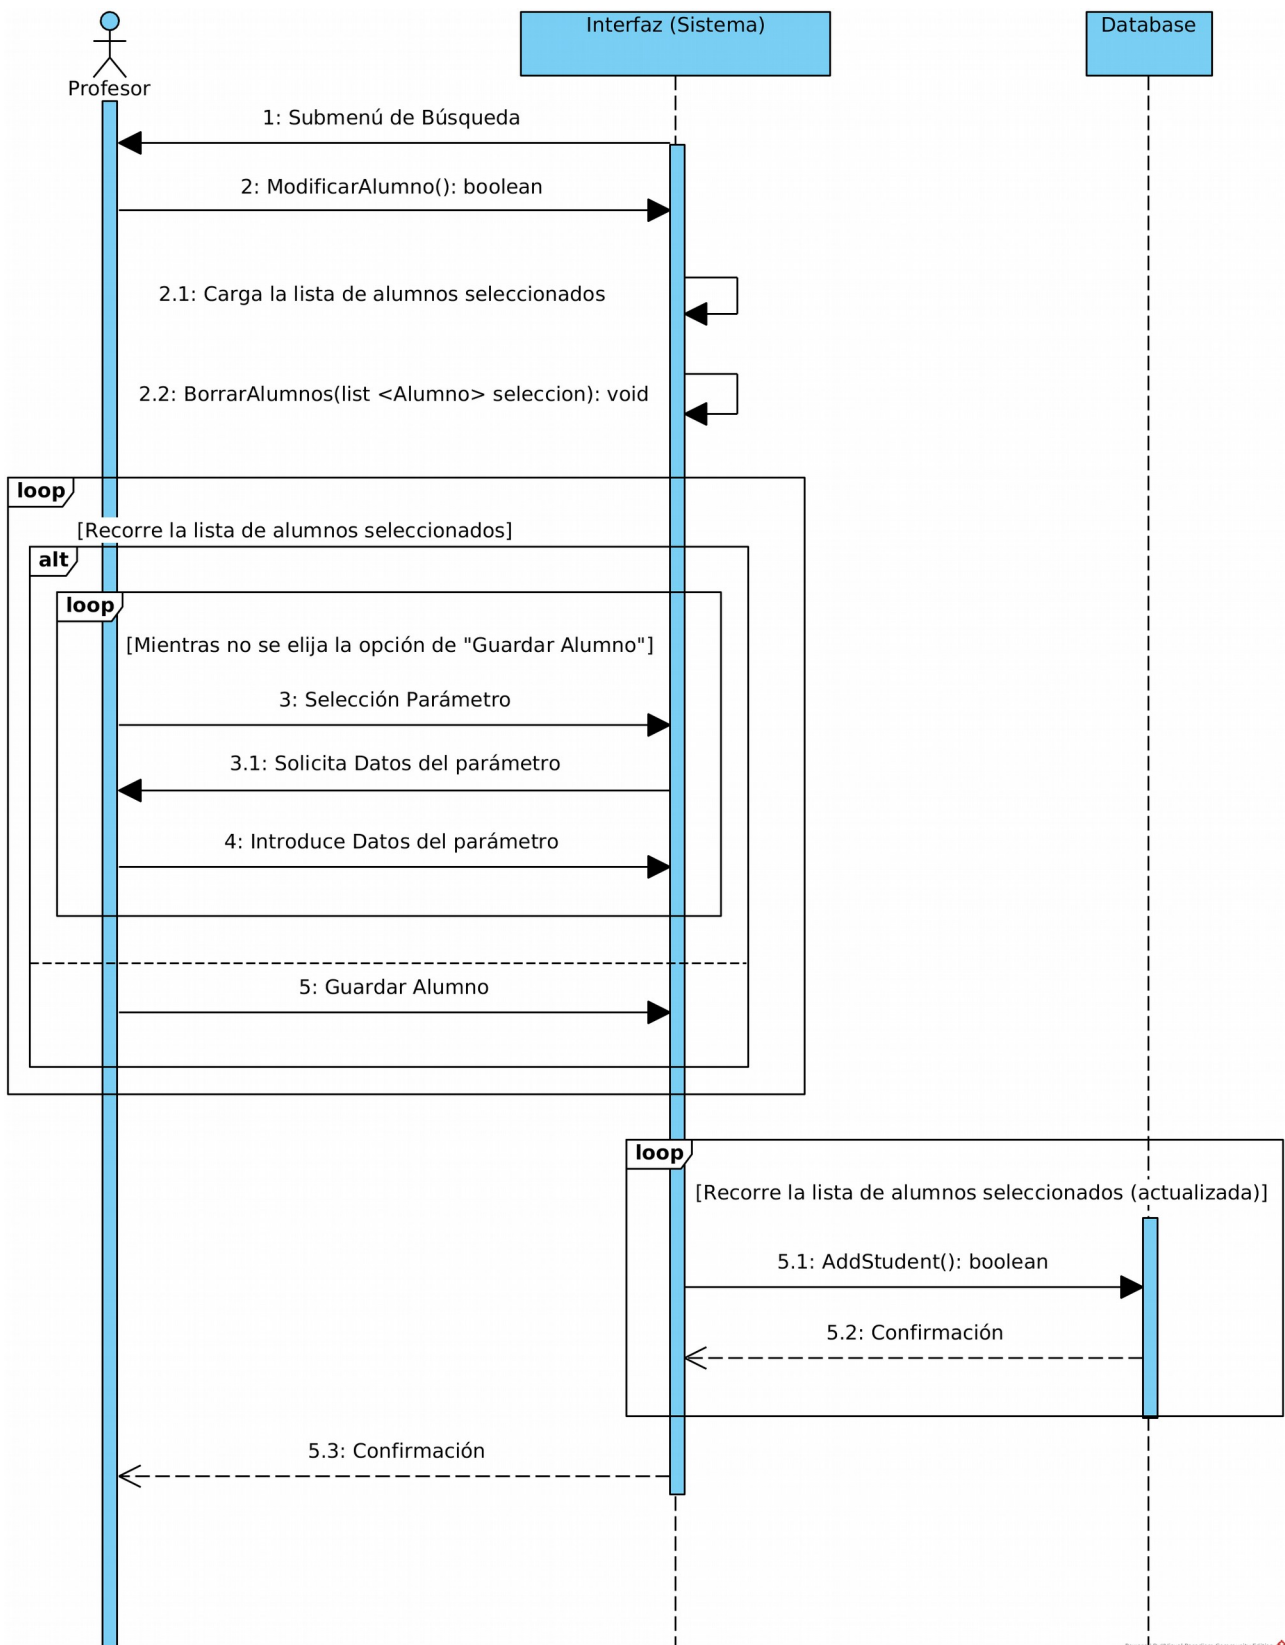 Interfaz (Sistema)
Database
Profesor
1: Submenú de Búsqueda
2: ModificarAlumno(): boolean
2.1: Carga la lista de alumnos seleccionados
2.2: BorrarAlumnos(list <Alumno> seleccion): void
loop
[Recorre la lista de alumnos seleccionados]
alt
loop
[Mientras no se elija la opción de "Guardar Alumno"]
3: Selección Parámetro
3.1: Solicita Datos del parámetro
4: Introduce Datos del parámetro
5: Guardar Alumno
loop
[Recorre la lista de alumnos seleccionados (actualizada)]
5.1: AddStudent(): boolean
5.2: Confirmación
5.3: Confirmación